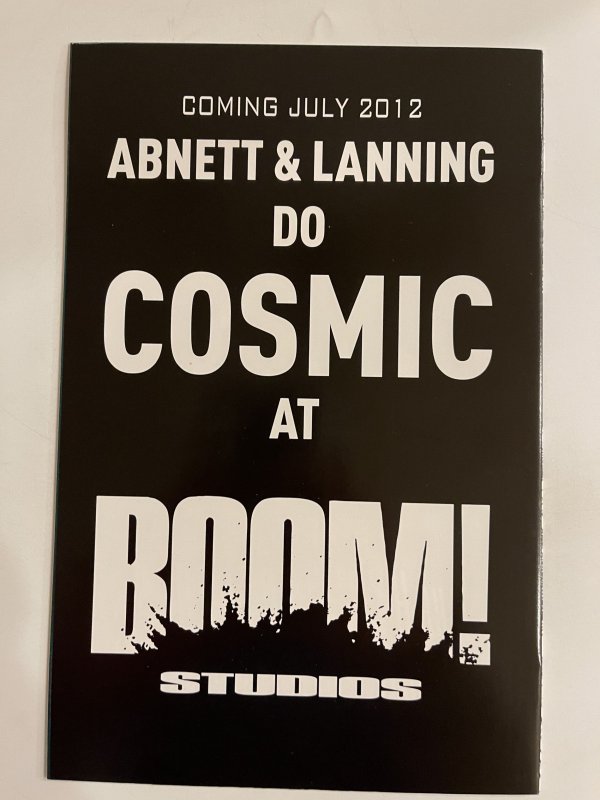 COMING JULY 2012
ABNETT & LANNING
DO
COSMIC
AT
BOOM!
STUDIOS